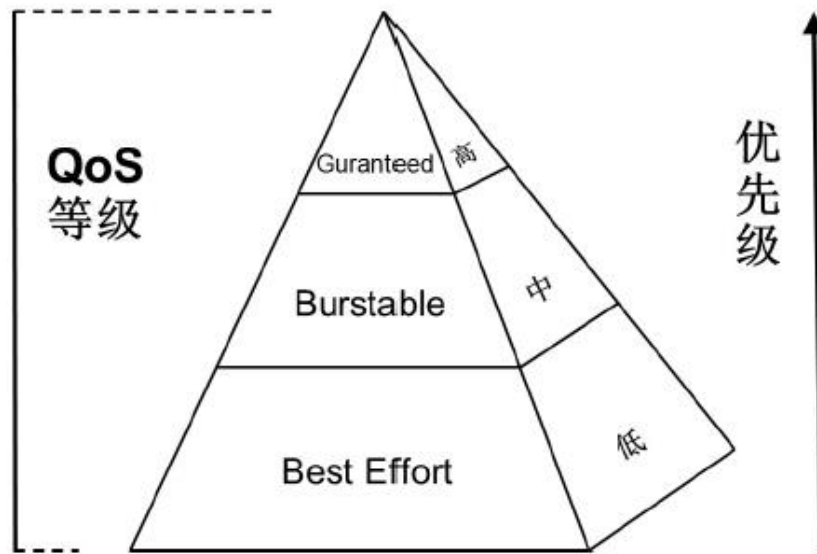 QoS
等级
Guranteed
高
Burstable
中
Best Effort
低
优
先
级